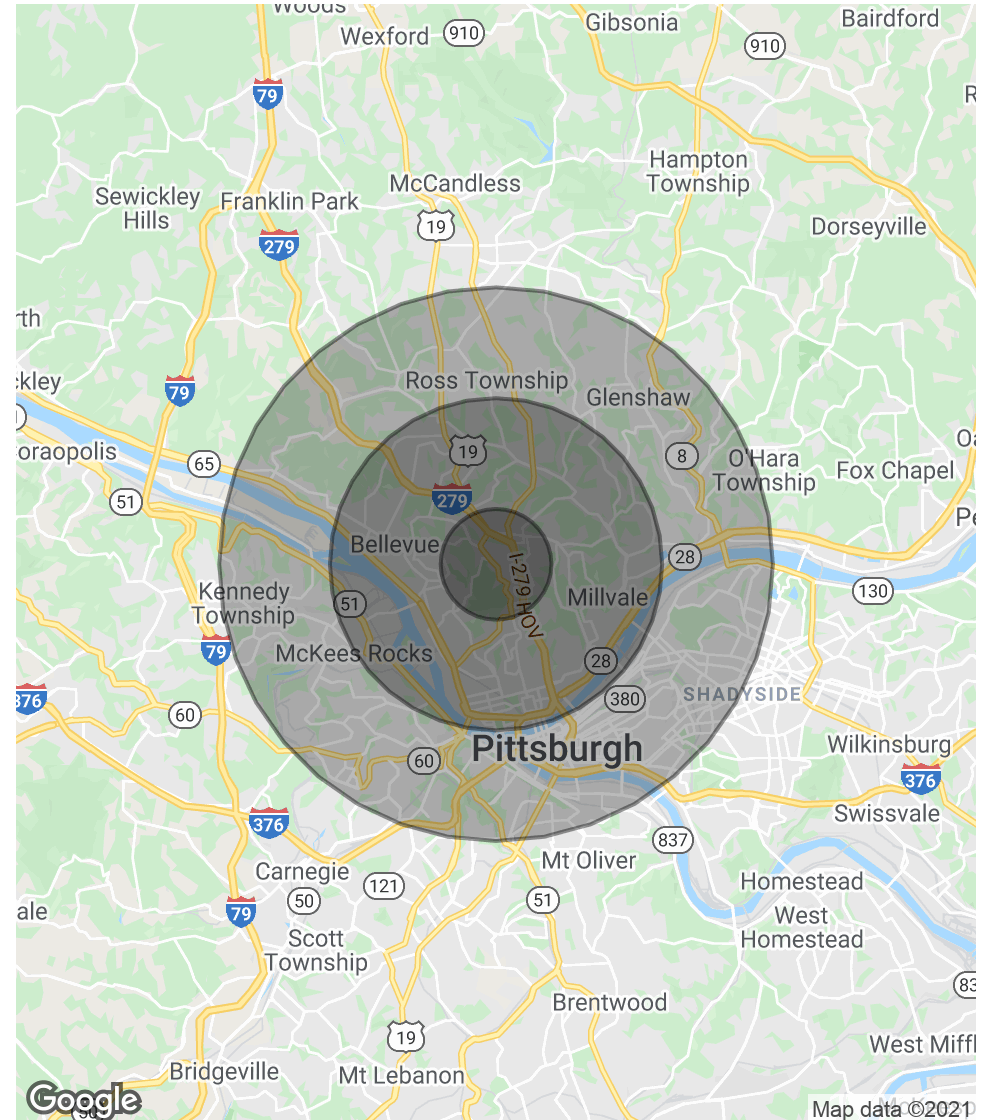 Woods
Wexford
910
Gibsonia
Bairdford
910
79
R
Hampton
Township
McCandless
Sewickley
Hills
Franklin Park
19
Dorseyville
279
rth
ckley
79
Ross Township
Glenshaw
oraopolis
65
19
8
O'Hara
Township
Fox Chapel
Oa
51
279
Pe
Bellevue
28
I-279 HOV
130
Kennedy
Township
51
Millvale
79
McKees Rocks
28
376
380
SHADYSIDE
60
60
Pittsburgh
Wilkinsburg
376
Swissvale
376
837
Mt Oliver
Carnegie
121
50
51
Homestead
79
ale
West
Homestead
Scott
Township
83
Brentwood
19
West Miffl
Bridgeville
Mt Lebanon
Google
Map data ©2021